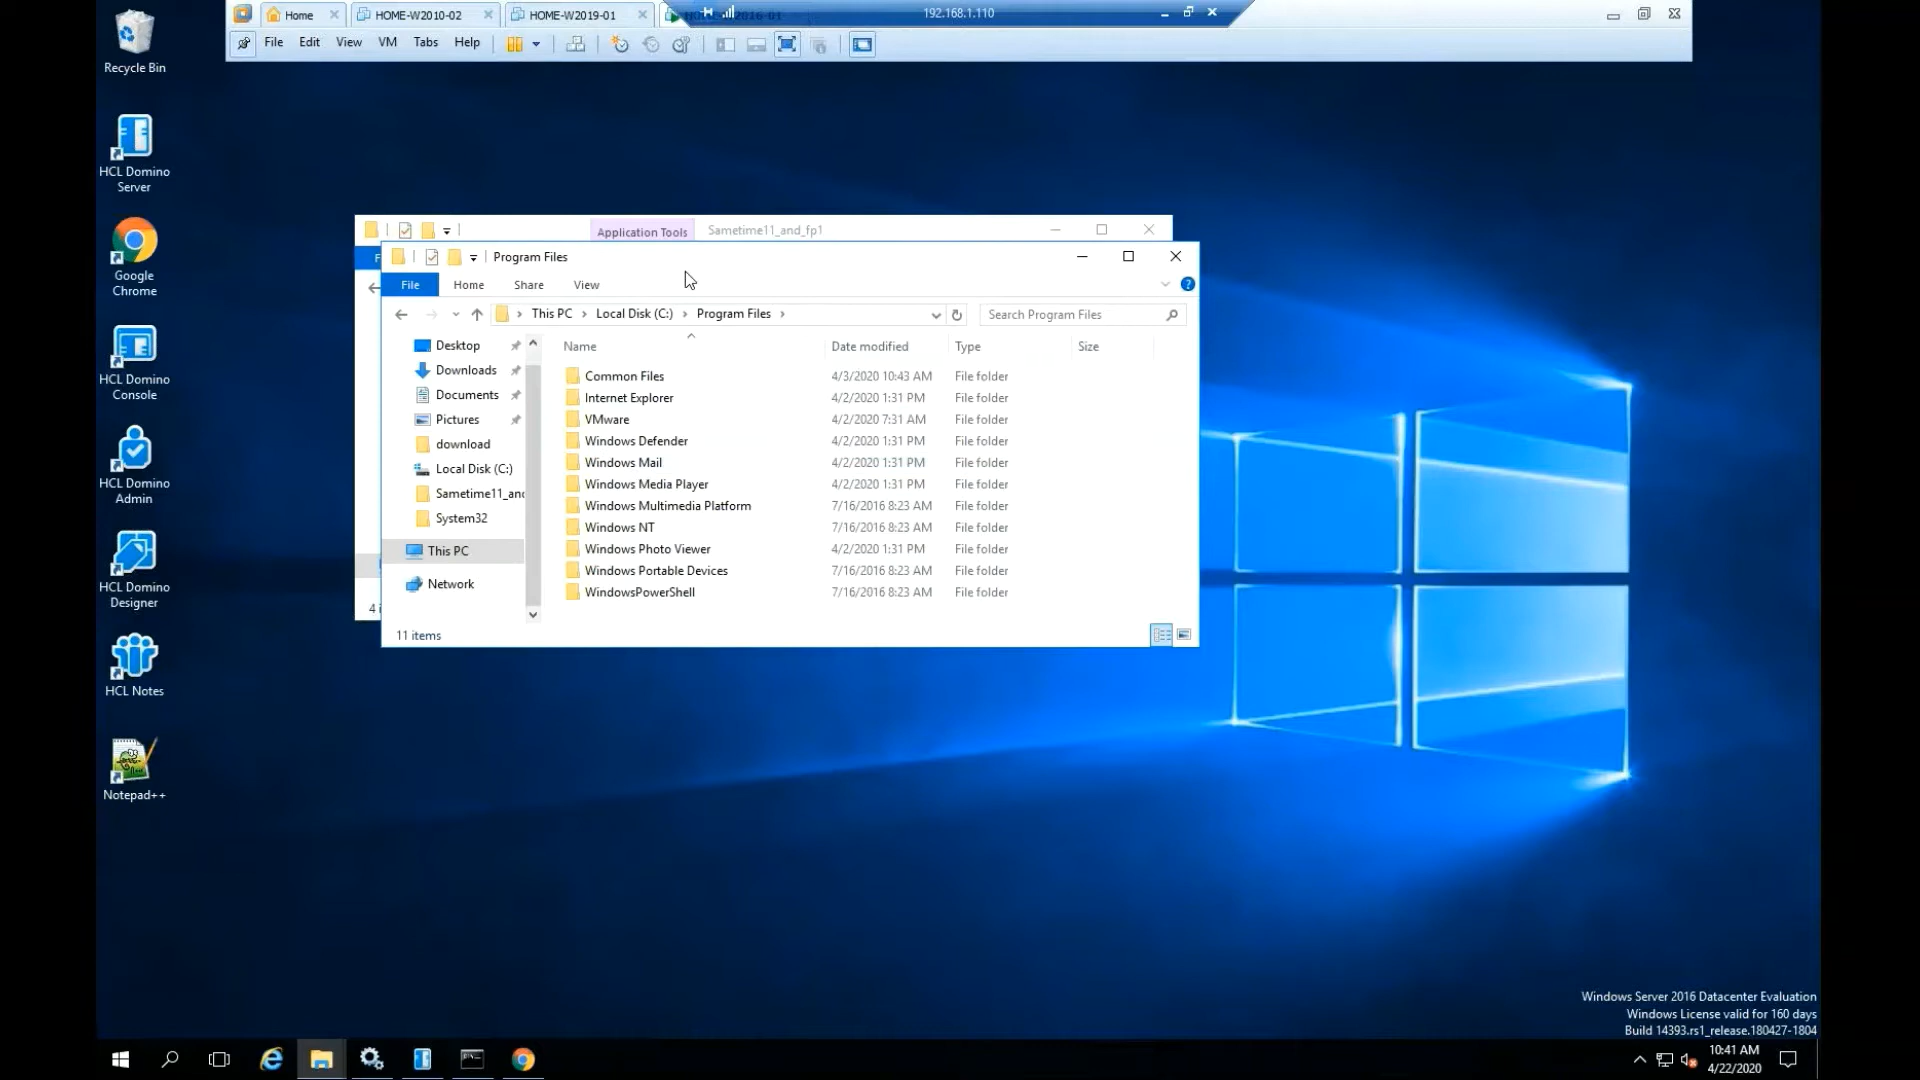 Home
HOME-W2010-02
HOME-W2019-01
192.168.1.110
File
Edit
View
VM
Tabs
Help
Recycle Bin
HCL Domino
Server
Google
Chrome
HCL Domino
Console
HCL Domino
Admin
HCL Domino
Designer
HCL Notes
Notepad++
Application Tools
Sametime11_and_fp1
F
4 i
Program Files
File
Home
Share
View
This PC
Local Disk (C:)
Program Files
Search Program Files
Desktop
Downloads
Documents
Pictures
download
Local Disk (C:)
Sametime11_and
System32
This PC
Network
Name
Date modified
Type
Size
Common Files 4/3/2020 10:43 AM File folder
Internet Explorer 4/2/2020 1:31 PM File folder
VMware 4/2/2020 7:31 AM File folder
Windows Defender 4/2/2020 1:31 PM File folder
Windows Mail 4/2/2020 1:31 PM File folder
Windows Media Player 4/2/2020 1:31 PM File folder
Windows Multimedia Platform 7/16/2016 8:23 AM File folder
Windows NT 7/16/2016 8:23 AM File folder
Windows Photo Viewer 4/2/2020 1:31 PM File folder
Windows Portable Devices 7/16/2016 8:23 AM File folder
WindowsPowerShell 7/16/2016 8:23 AM File folder
11 items
Windows Server 2016 Datacenter Evaluation
Windows License valid for 160 days
Build 14393.rs1_release.180427-1804
10:41 AM
4/22/2020